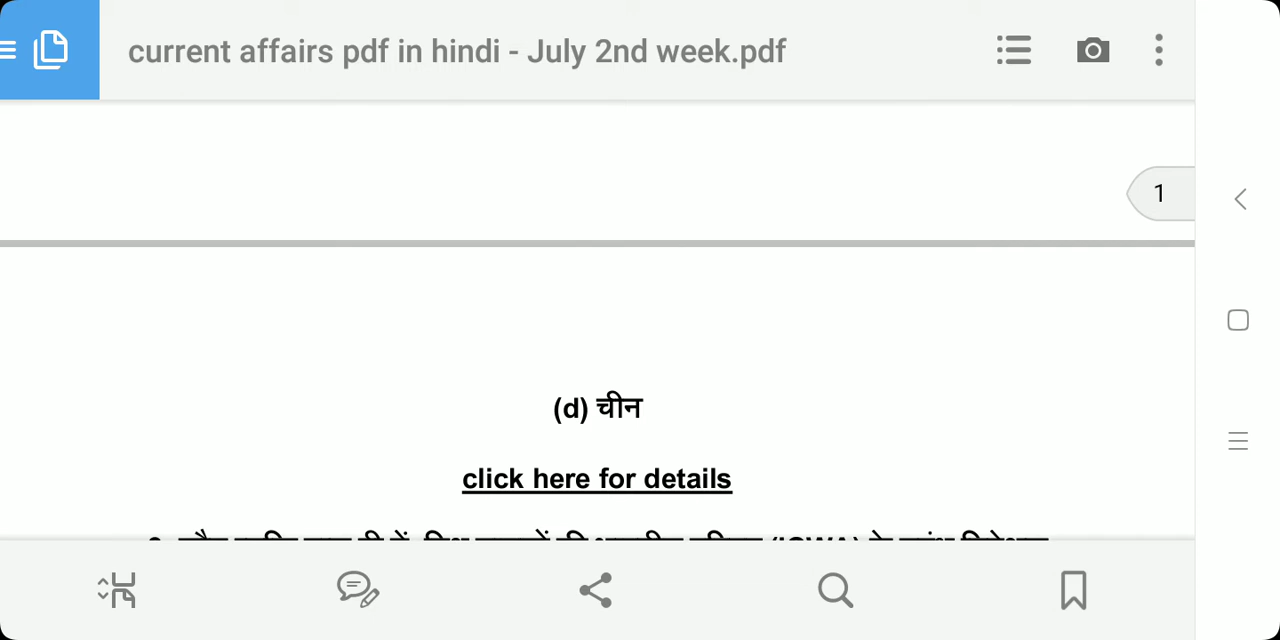 current affairs pdf in hindi - July 2nd week.pdf
1
(d) चीन
click here for details